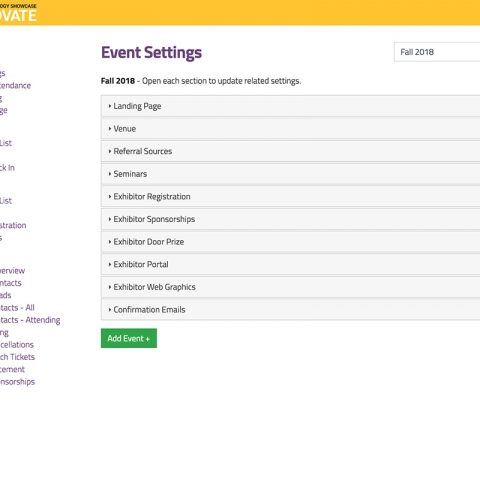 OGY SHOWCASE
OVATE
Event Settings
Fall 2018
Fall 2018 - Open each section to update related settings.
Landing Page
Venue
Referral Sources
Seminars
Exhibitor Registration
Exhibitor Sponsorships
Exhibitor Door Prize
Exhibitor Portal
Exhibitor Web Graphics
Confirmation Emails
Add Event +
gs
tendance
g
ge
List
ck In
List
stration
s
verview
ntacts
ads
tacts - All
tacts - Attending
ng
cellations
ch Tickets
cement
nsorships